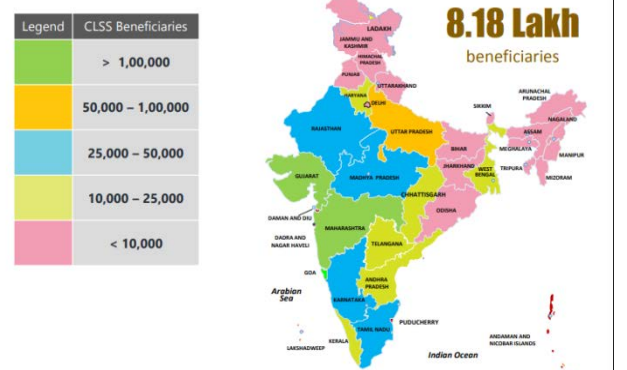 Legend CLSS Beneficiaries
> 1,00,000
50,000 – 1,00,000
25,000 – 50,000
10,000 – 25,000
< 10,000
8.18 Lakh
beneficiaries
LADAKH
JAMMU AND
KASHMIR
HIMACHAL
PRADESH
PUNJAB
UTTARAKHAND
HARYANA
DELHI
ARUNACHAL
PRADESH
SIKKIM
NAGALAND
RAJASTHAN
UTTAR PRADESH
ASSAM
BIHAR
MEGHALAYA
MANIPUR
JHARKHAND
WEST
BENGAL
TRIPURA
MIZORAM
GUJARAT
MADHYA PRADESH
CHHATTISGARH
ODISHA
DAMAN AND DIU
DADRA AND
NAGAR HAVELI
MAHARASHTRA
TELANGANA
GOA
ANDHRA
PRADESH
Arabian
Sea
KARNATAKA
PUDUCHERRY
TAMIL NADU
LAKSHADWEEP
KERALA
ANDAMAN AND
NICOBAR ISLANDS
Indian Ocean